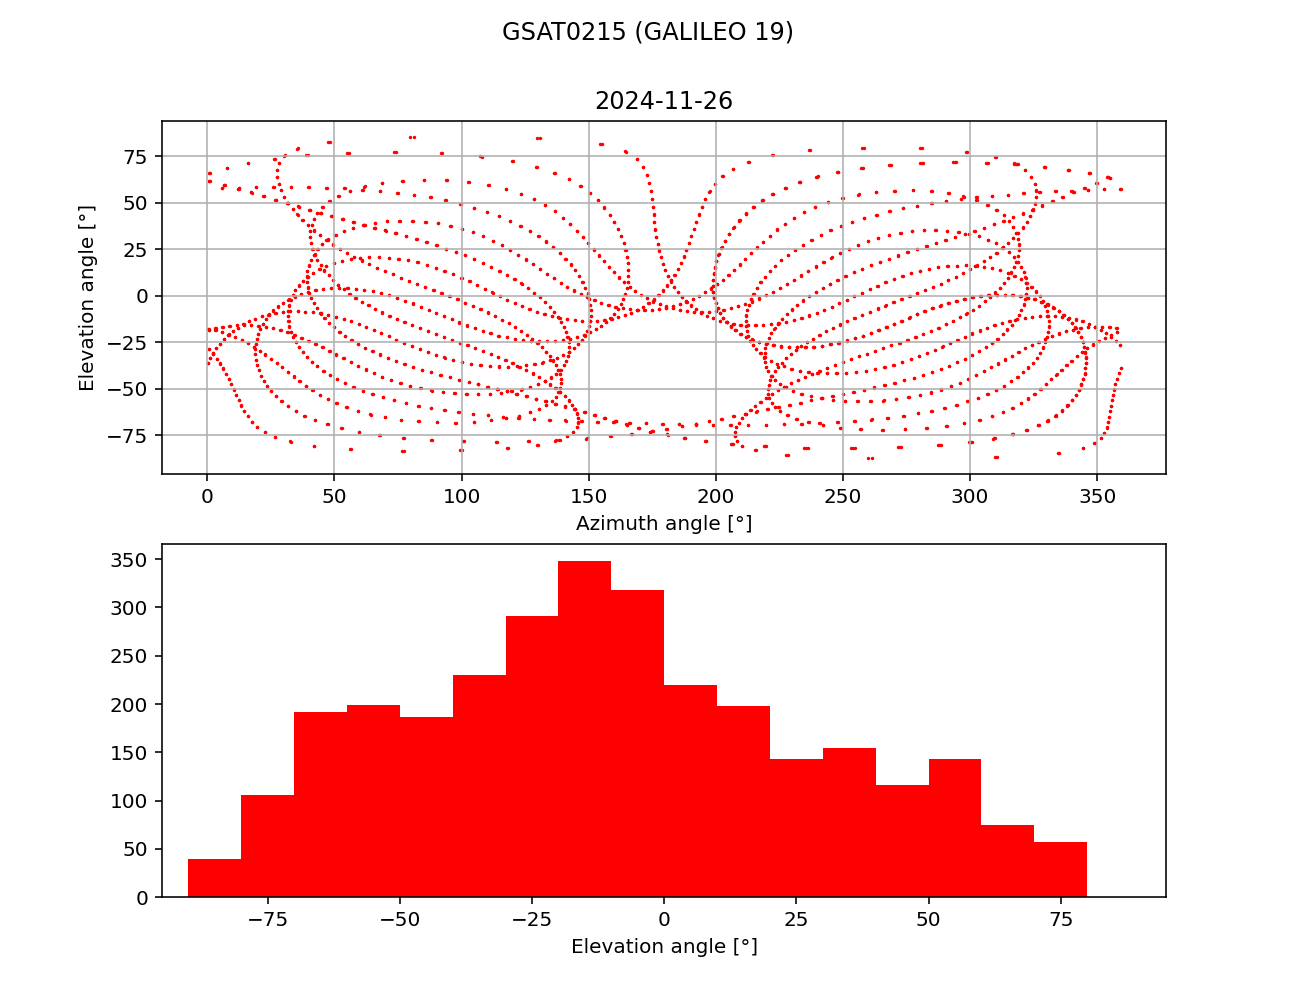 GSAT0215 (GALILEO 19)
2024-11-26
Elevation angle [°]
75
50
25
0
−25
−50
−75
0 50 100 150 200 250 300 350
Azimuth angle [°]
350
300
250
200
150
100
50
0
−75 −50 −25 0 25 50 75
Elevation angle [°]